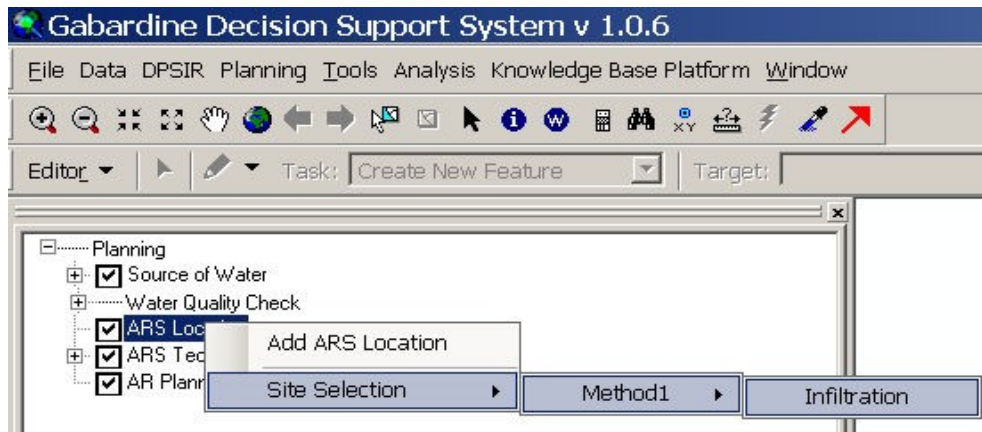 Gabardine Decision Support System v 1.0.6
File Data DPSIR Planning Tools Analysis Knowledge Base Platform Window
Editor Task: Create New Feature Target:
Planning
Source of Water
Water Quality Check
ARS Loc
Add ARS Location
ARS Tec
AR Plann
Site Selection Method1 Infiltration